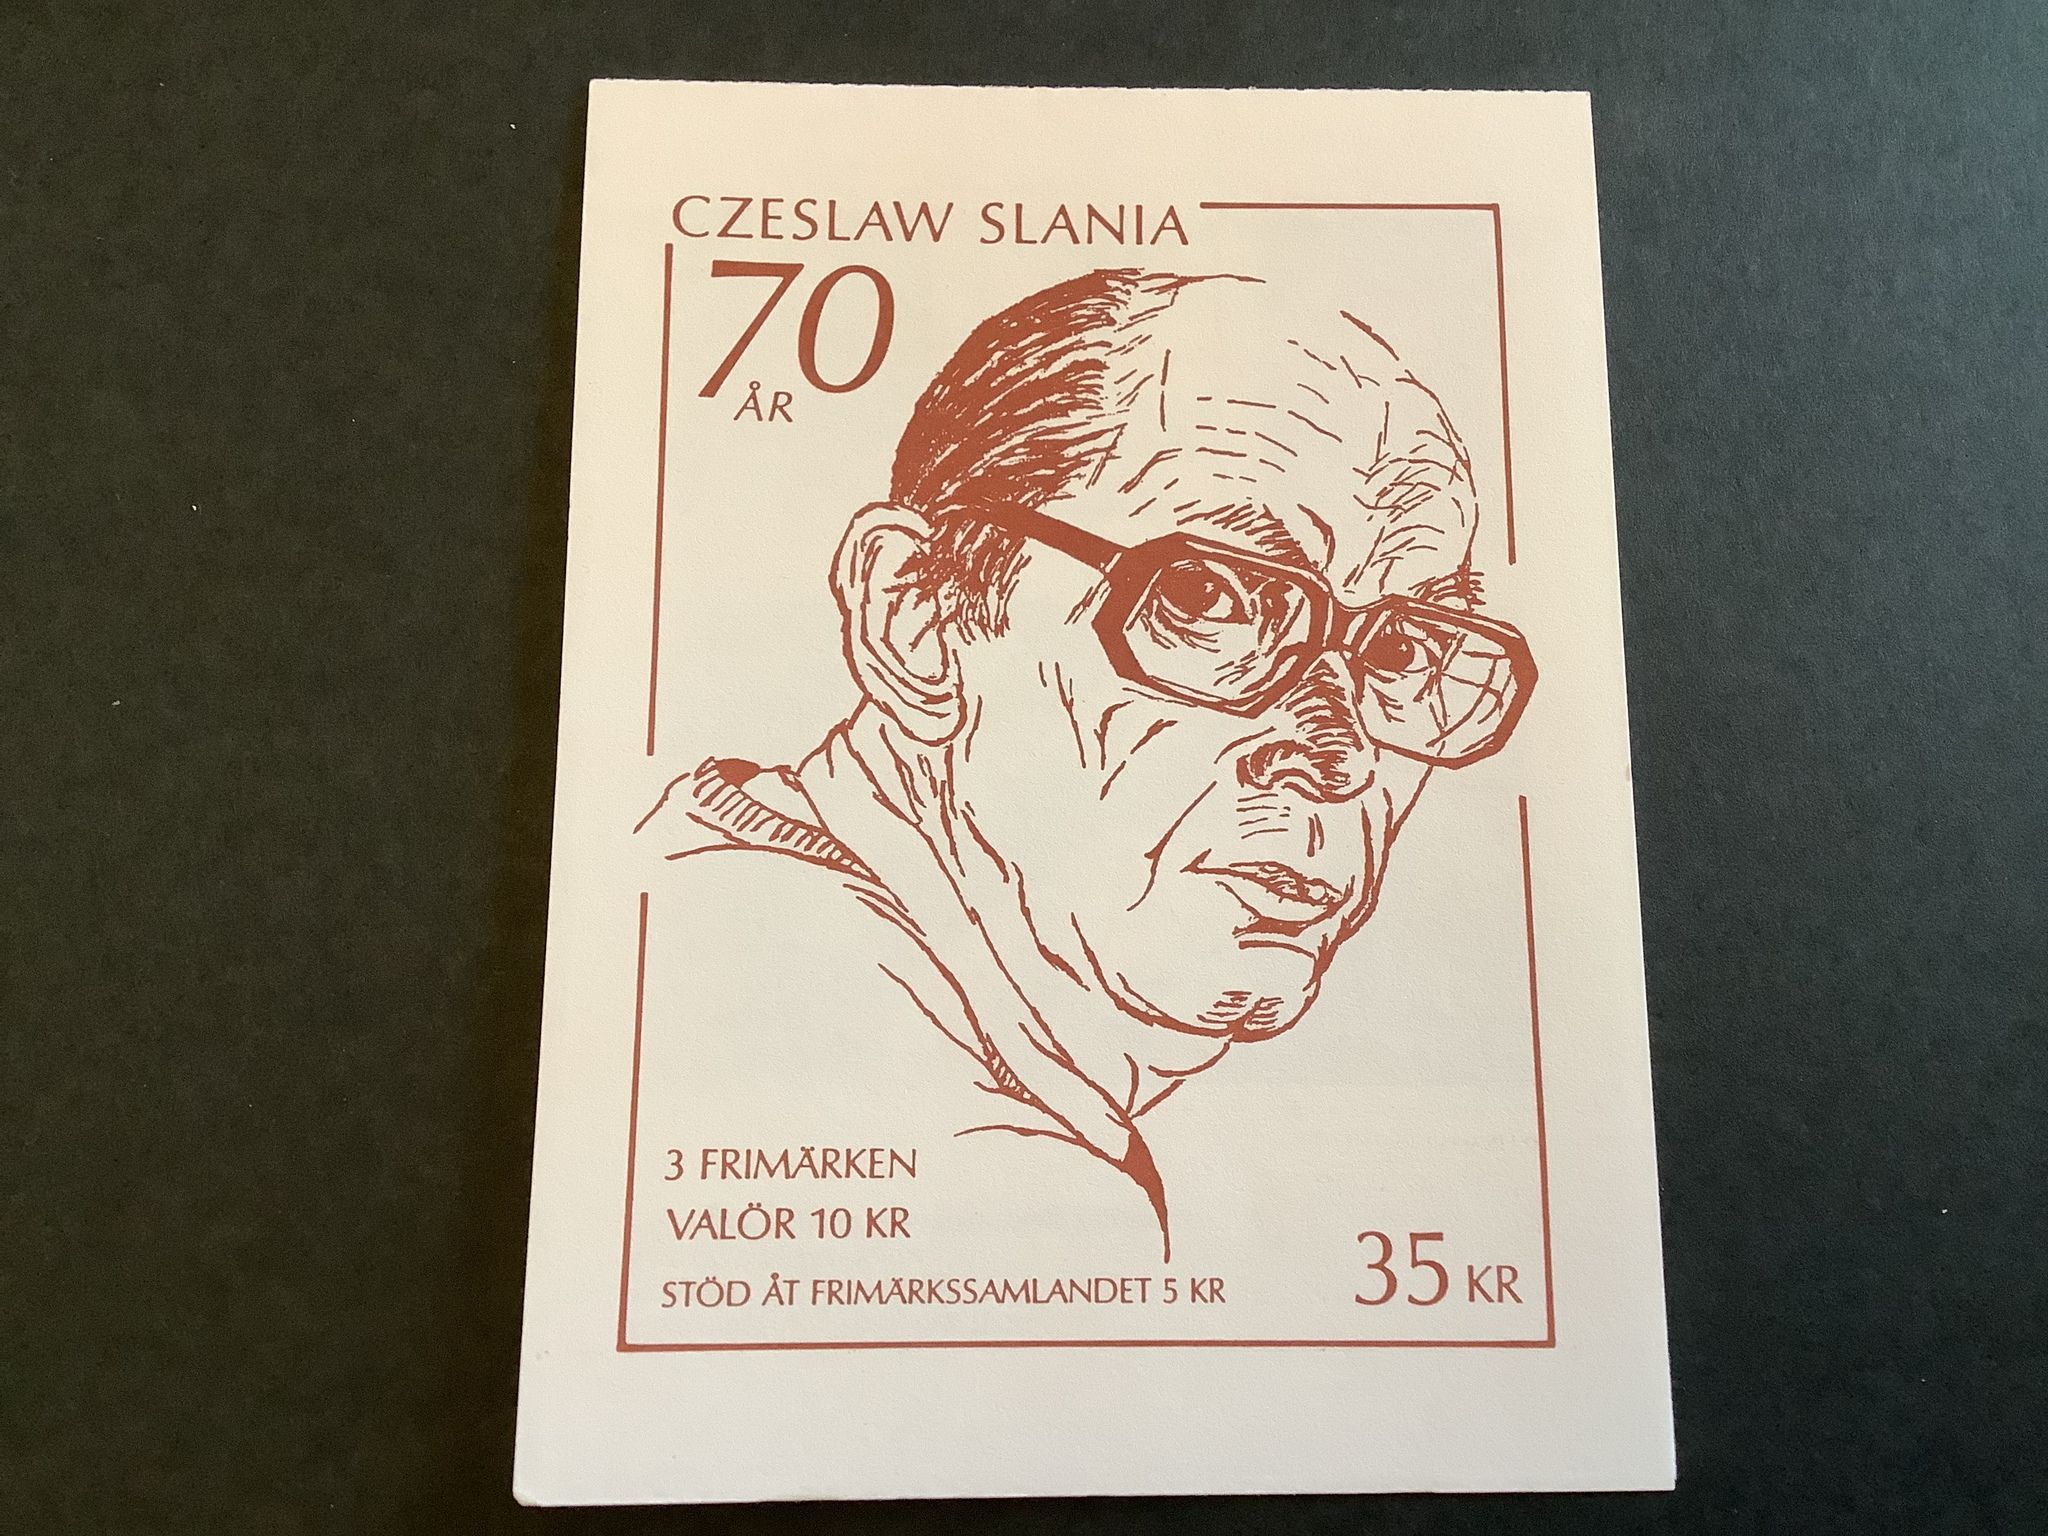 CZESLAW SLANIA
70
ÅR
3 FRIMÄRKEN
VALÖR 10 KR
STÖD ÅT FRIMÄRKSSAMLANDET 5 KR
35 KR